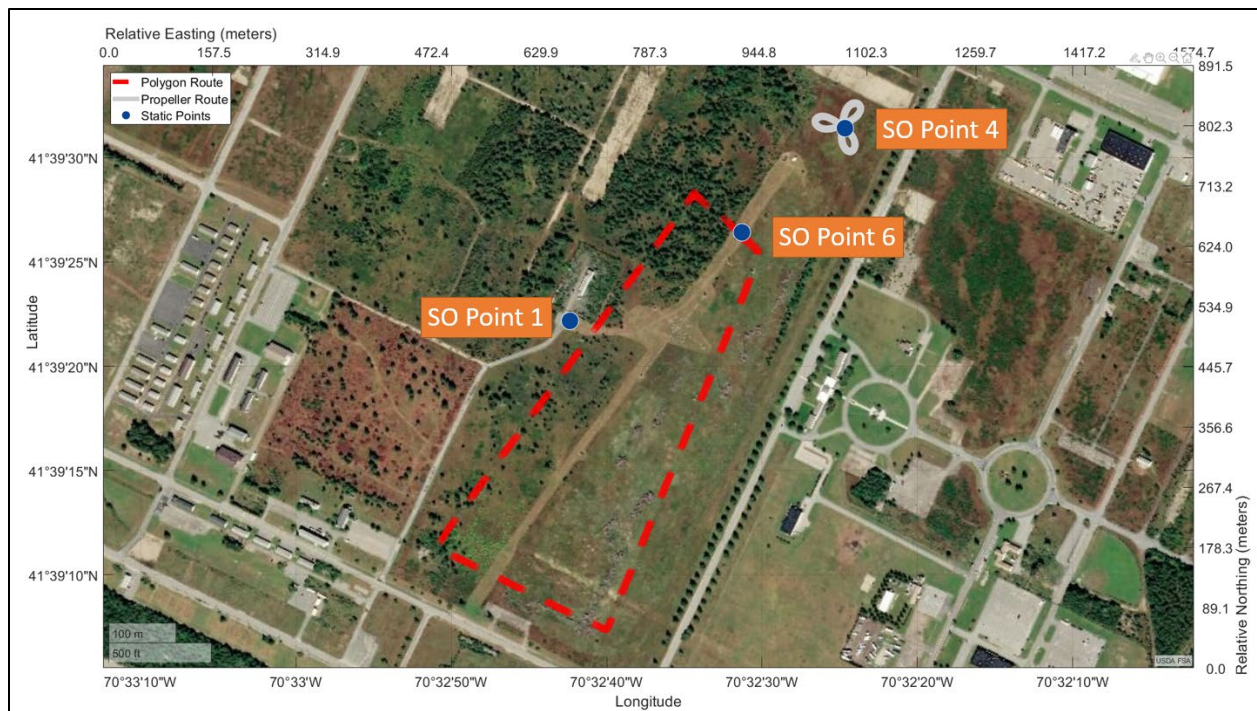 Relative Easting (meters)
0.0 157.5 314.9 472.4 629.9 787.3 944.8 1102.3 1259.7 1417.2 1574.7
Polygon Route
Propeller Route
Static Points
SO Point 4
SO Point 6
SO Point 1
41°39'30"N
41°39'25"N
41°39'20"N
41°39'15"N
41°39'10"N
Latitude
891.5
802.3
713.2
624.0
534.9
445.7
356.6
267.4
178.3
89.1
0.0
Relative Northing (meters)
100 m
500 ft
USDA FSA
70°33'10"W 70°33'W 70°32'50"W 70°32'40"W 70°32'30"W 70°32'20"W 70°32'10"W
Longitude